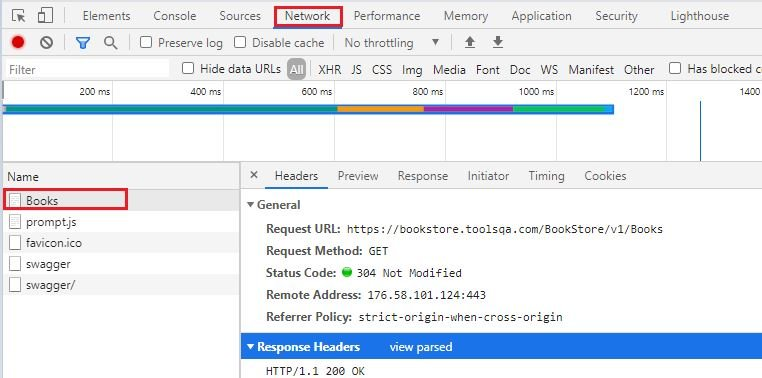 Elements Console Sources Network Performance Memory Application Security Lighthouse
Preserve log Disable cache No throttling
Filter Hide data URLs All XHR JS CSS Img Media Font Doc WS Manifest Other Has blocked c
200 ms 400 ms 600 ms 800 ms 1000 ms 1200 ms 1400
Name × Headers Preview Response Initiator Timing Cookies
Books
prompt.js
favicon.ico
swagger
swagger/
General
Request URL: https://bookstore.toolsqa.com/BookStore/v1/Books
Request Method: GET
Status Code: 304 Not Modified
Remote Address: 176.58.101.124:443
Referrer Policy: strict-origin-when-cross-origin
Response Headers view parsed
HTTP/1.1 200 OK